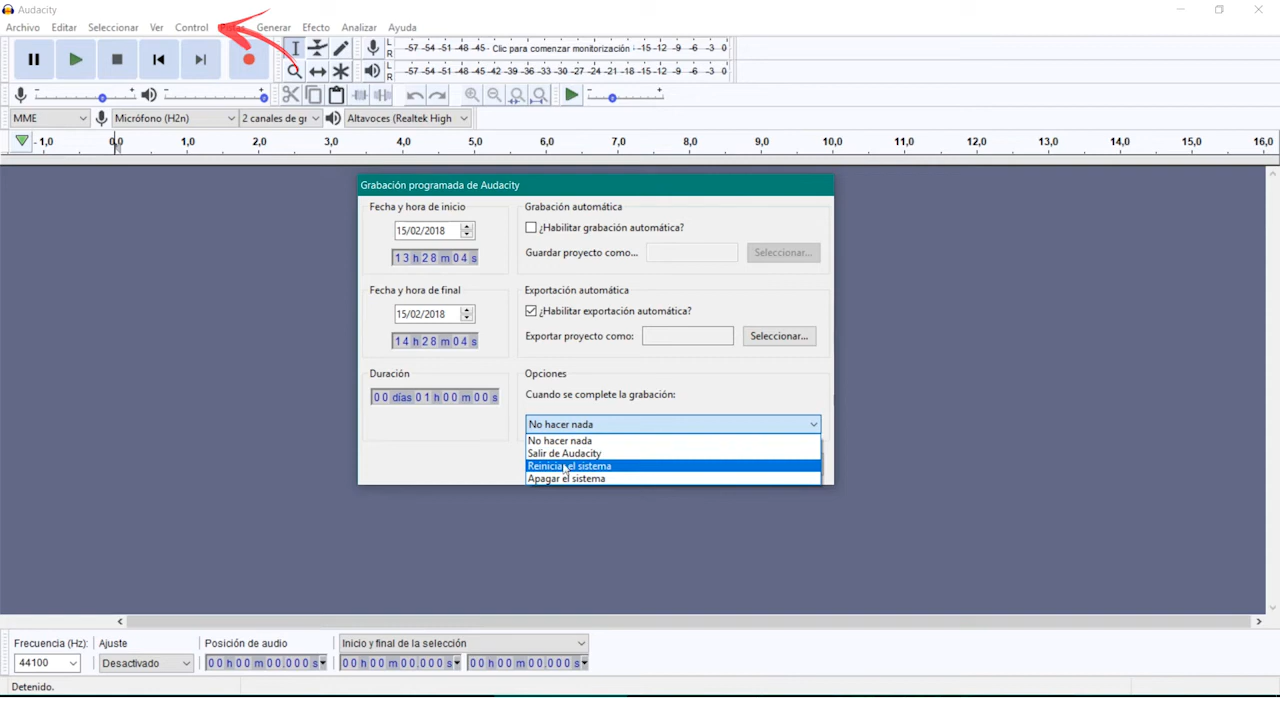 Audacity
Archivo Editar Seleccionar Ver Control Pistas Generar Efecto Analizar Ayuda
L
R
-57 -54 -51 -48 -45 - Clic para comenzar monitorización -15 -12 -9 -6 -3 0
L
R
-57 -54 -51 -48 -45 -42 -39 -36 -33 -30 -27 -24 -21 -18 -15 -12 -9 -6 -3 0
MME Micrófono (H2n) 2 canales de gr Altavoces (Realtek High
-1,0 0,0 1,0 2,0 3,0 4,0 5,0 6,0 7,0 8,0 9,0 10,0 11,0 12,0 13,0 14,0 15,0 16,0
Grabación programada de Audacity
Fecha y hora de inicio
15/02/2018
13 h 28 m 04 s
Fecha y hora de final
15/02/2018
14 h 28 m 04 s
Duración
00 días 01 h 00 m 00 s
Grabación automática
¿Habilitar grabación automática?
Guardar proyecto como... Seleccionar...
Exportación automática
¿Habilitar exportación automática?
Exportar proyecto como: Seleccionar...
Opciones
Cuando se complete la grabación:
No hacer nada
No hacer nada
Salir de Audacity
Reiniciar el sistema
Apagar el sistema
Frecuencia (Hz): Ajuste Posición de audio Inicio y final de la selección
44100 Desactivado 00 h 00 m 00.000 s 00 h 00 m 00.000 s 00 h 00 m 00.000 s
Detenido.